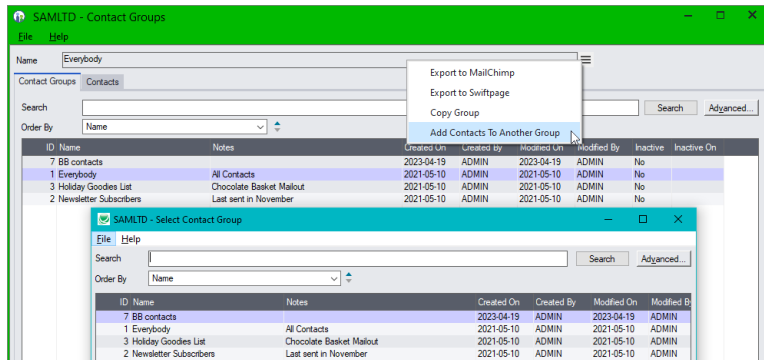 SAMLTD - Contact Groups
File Help
Name Everybody
Export to MailChimp
Export to Swiftpage
Copy Group
Add Contacts To Another Group
Contact Groups Contacts
Search Search Advanced...
Order By Name
ID Name Notes Created On Created By Modified On Modified By Inactive Inactive On
7 BB contacts 2023-04-19 ADMIN 2023-04-19 ADMIN No
1 Everybody All Contacts 2021-05-10 ADMIN 2021-05-10 ADMIN No
3 Holiday Goodies List Chocolate Basket Mailout 2021-05-10 ADMIN 2021-05-10 ADMIN No
2 Newsletter Subscribers Last sent in November 2021-05-10 ADMIN 2021-05-10 ADMIN No
SAMLTD - Select Contact Group
File Help
Search Search Advanced...
Order By Name
ID Name Notes Created On Created By Modified On Modified B
7 BB contacts 2023-04-19 ADMIN 2023-04-19 ADMIN
1 Everybody All Contacts 2021-05-10 ADMIN 2021-05-10 ADMIN
3 Holiday Goodies List Chocolate Basket Mailout 2021-05-10 ADMIN 2021-05-10 ADMIN
2 Newsletter Subscribers Last sent in November 2021-05-10 ADMIN 2021-05-10 ADMIN